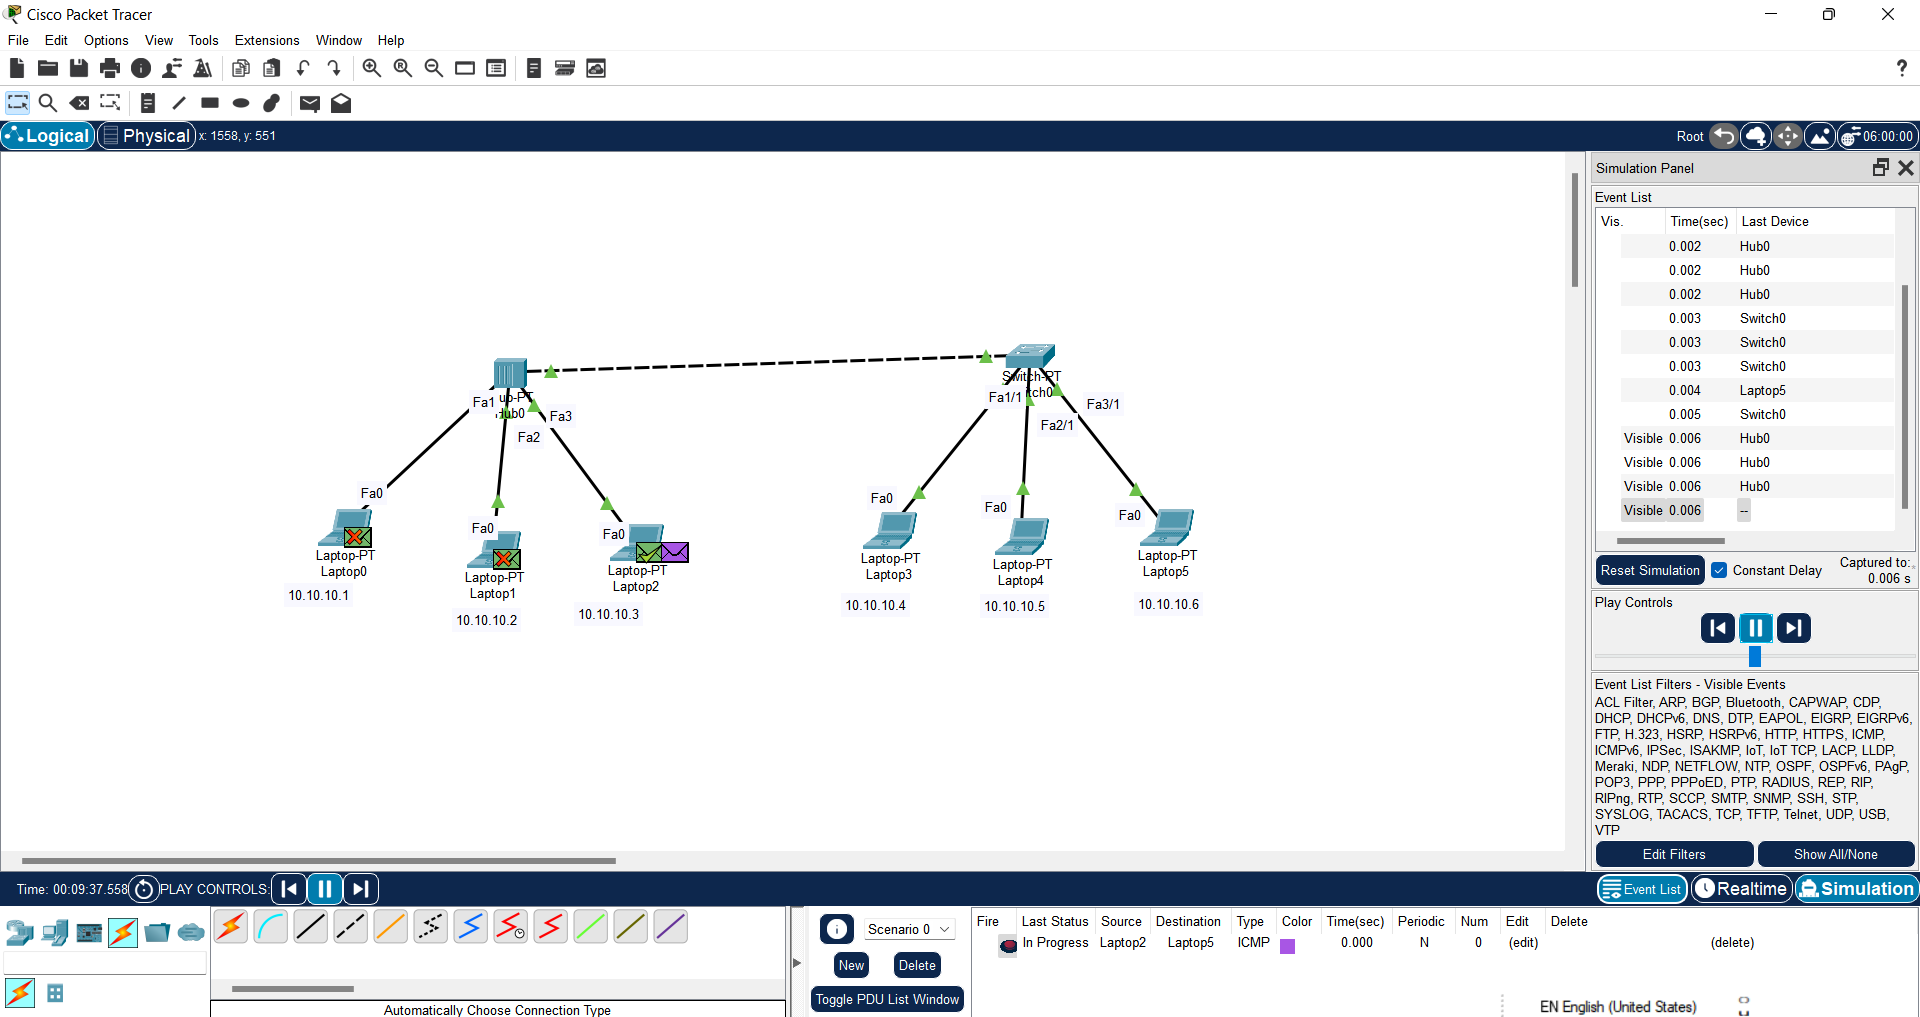 Cisco Packet Tracer
File Edit Options View Tools Extensions Window Help
?
Logical Physical x: 1558, y: 551 Root 06:00:00
Simulation Panel
Event List
Vis. Time(sec) Last Device
0.002 Hub0
0.002 Hub0
0.002 Hub0
0.003 Switch0
0.003 Switch0
0.003 Switch0
0.004 Laptop5
0.005 Switch0
Visible 0.006 Hub0
Visible 0.006 Hub0
Visible 0.006 Hub0
Visible 0.006 --
Reset Simulation Constant Delay Captured to:
0.006 s
Play Controls
Event List Filters - Visible Events
ACL Filter, ARP, BGP, Bluetooth, CAPWAP, CDP,
DHCP, DHCPv6, DNS, DTP, EAPOL, EIGRP, EIGRPv6,
FTP, H.323, HSRP, HSRPv6, HTTP, HTTPS, ICMP,
ICMPv6, IPSec, ISAKMP, IoT, IoT TCP, LACP, LLDP,
Meraki, NDP, NETFLOW, NTP, OSPF, OSPFv6, PAgP,
POP3, PPP, PPPoED, PTP, RADIUS, REP, RIP,
RIPng, RTP, SCCP, SMTP, SNMP, SSH, STP,
SYSLOG, TACACS, TCP, TFTP, Telnet, UDP, USB,
VTP
Edit Filters Show All/None
Switch-PT
tch0
Fa1/1
Fa2/1
Fa3/1
ub-PT
Hub0
Fa1
Fa2
Fa3
Fa0
Laptop-PT
Laptop0
10.10.10.1
Fa0
Laptop-PT
Laptop1
10.10.10.2
Fa0
Laptop-PT
Laptop2
10.10.10.3
Fa0
Laptop-PT
Laptop3
10.10.10.4
Fa0
Laptop-PT
Laptop4
10.10.10.5
Fa0
Laptop-PT
Laptop5
10.10.10.6
Time: 00:09:37.558 PLAY CONTROLS: Event List Realtime Simulation
Automatically Choose Connection Type
Scenario 0
New Delete
Toggle PDU List Window
Fire Last Status Source Destination Type Color Time(sec) Periodic Num Edit Delete
In Progress Laptop2 Laptop5 ICMP 0.000 N 0 (edit) (delete)
EN English (United States)